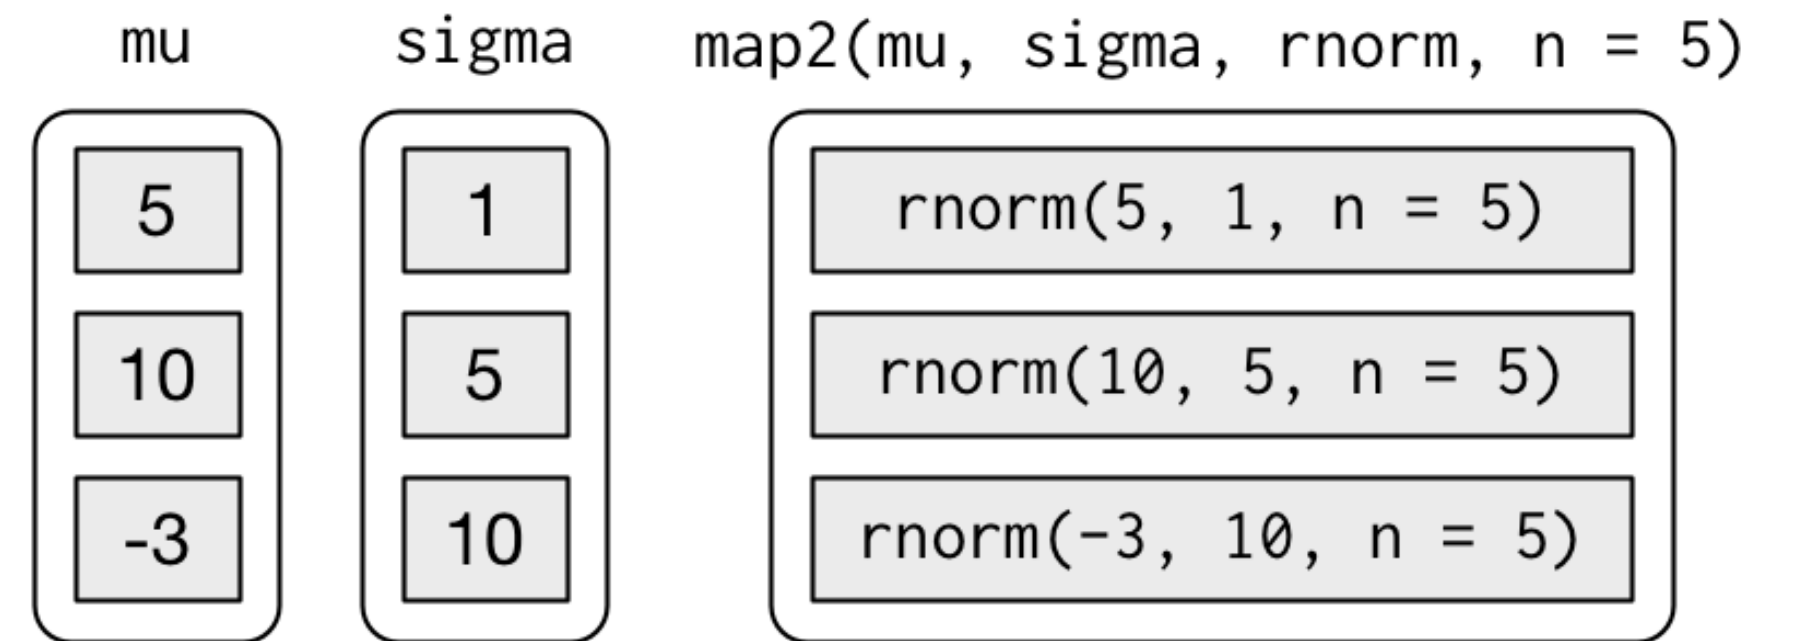 mu sigma map2(mu, sigma, rnorm, n = 5)
5 1 rnorm(5, 1, n = 5)
10 5 rnorm(10, 5, n = 5)
-3 10 rnorm(-3, 10, n = 5)